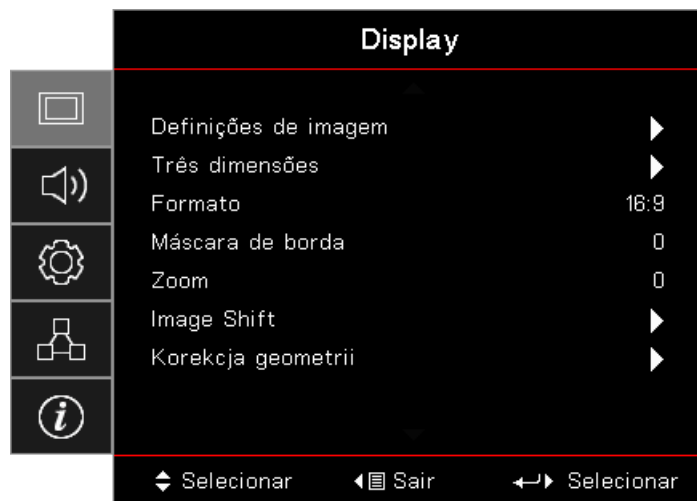 Display
Definições de imagem
Três dimensões
Formato 16:9
Máscara de borda 0
Zoom 0
Image Shift
Korekcja geometrii
Selecionar Sair Selecionar